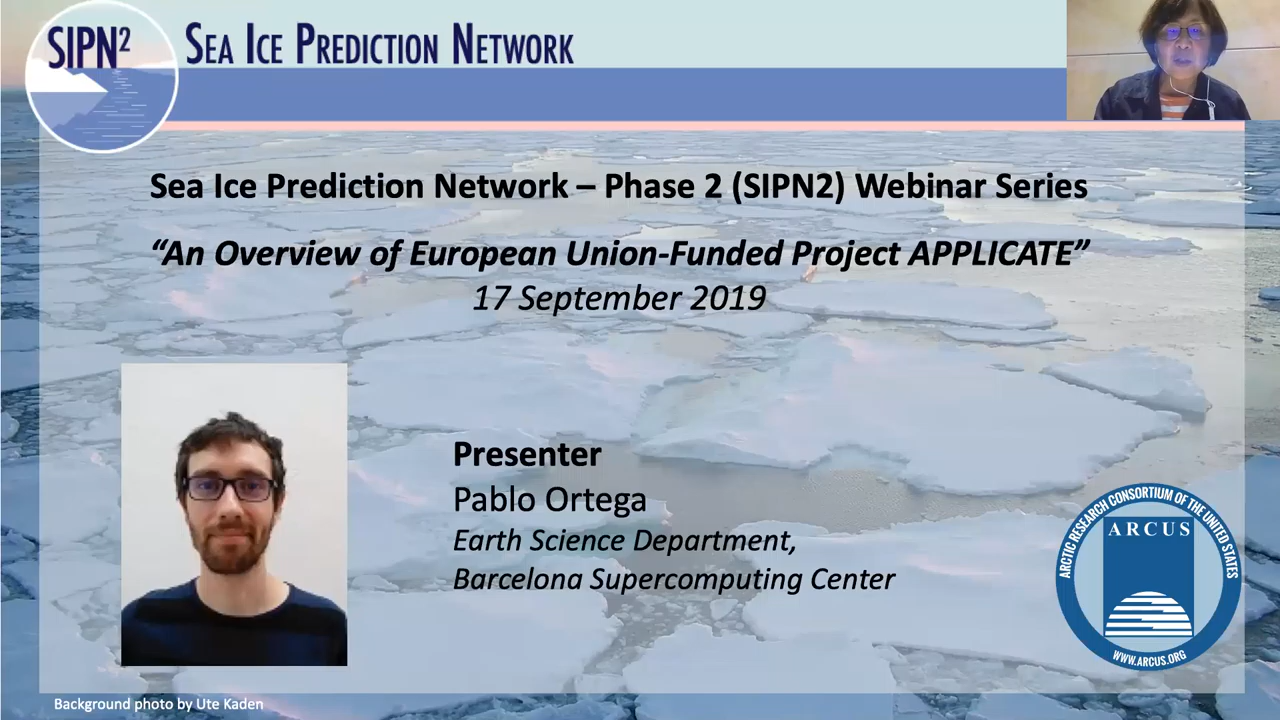 SIPN²
SEA ICE PREDICTION NETWORK
Sea Ice Prediction Network – Phase 2 (SIPN2) Webinar Series
“An Overview of European Union-Funded Project APPLICATE”
17 September 2019
Presenter
Pablo Ortega
Earth Science Department,
Barcelona Supercomputing Center
ARCTIC RESEARCH CONSORTIUM OF THE UNITED STATES
ARCUS
WWW.ARCUS.ORG
Background photo by Ute Kaden